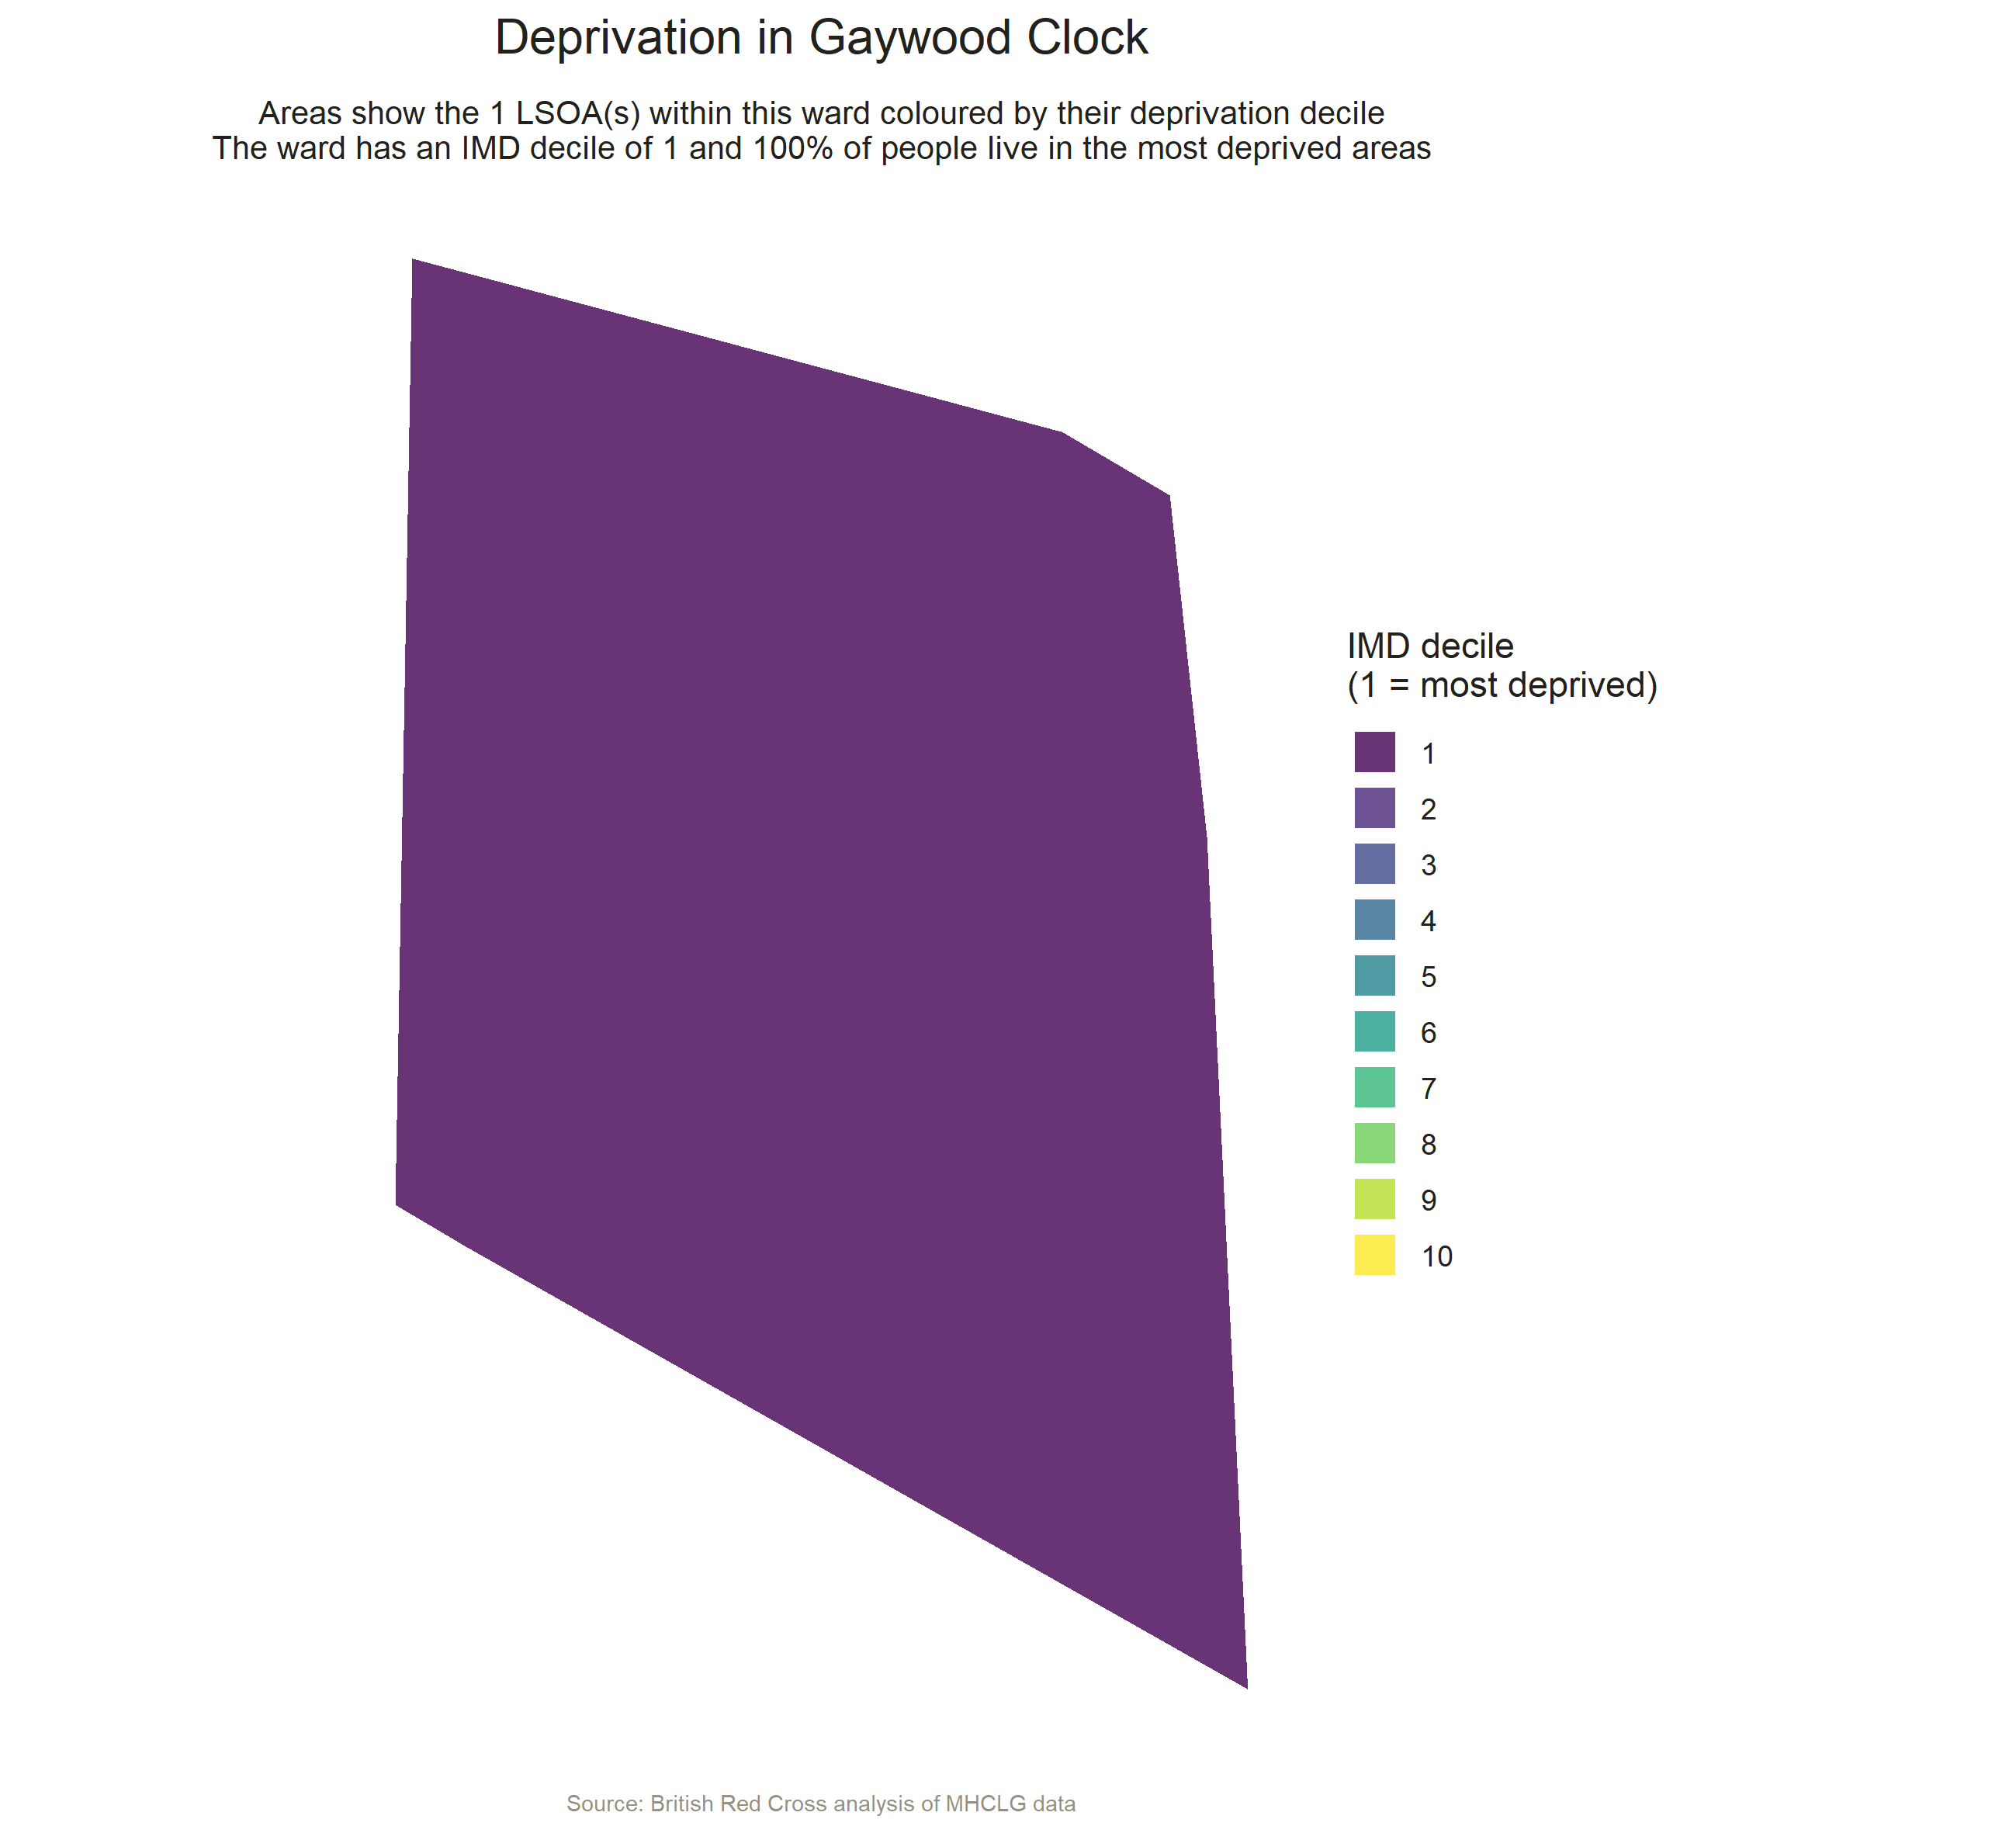 Deprivation in Gaywood Clock
Areas show the 1 LSOA(s) within this ward coloured by their deprivation decile
The ward has an IMD decile of 1 and 100% of people live in the most deprived areas
IMD decile
(1 = most deprived)
1
2
3
4
5
6
7
8
9
10
Source: British Red Cross analysis of MHCLG data